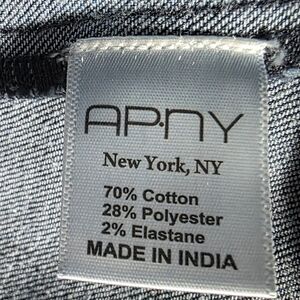 AP·NY
New York, NY
70% Cotton
28% Polyester
2% Elastane
MADE IN INDIA